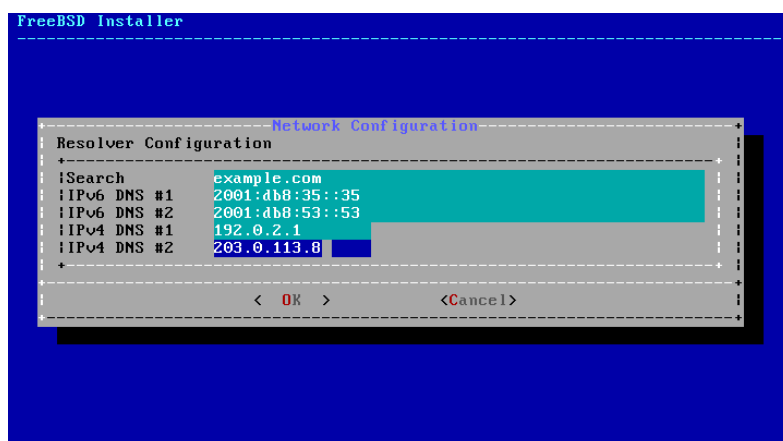 FreeBSD Installer
Network Configuration
Resolver Configuration
Search example.com
IPv6 DNS #1 2001:db8:35::35
IPv6 DNS #2 2001:db8:53::53
IPv4 DNS #1 192.0.2.1
IPv4 DNS #2 203.0.113.8
< OK > <Cancel>